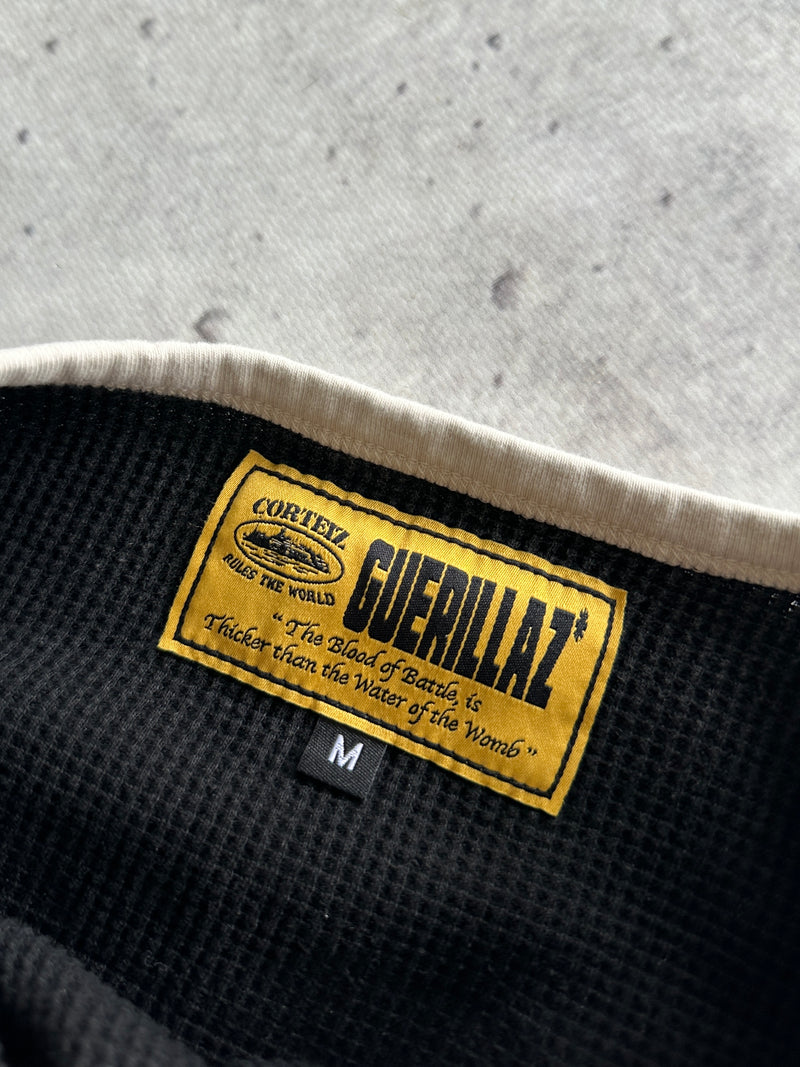 CORTEIZ
RULES THE WORLD
GUERILLAZ*
“The Blood of Battle, is
Thicker than the Water of the Womb”
M